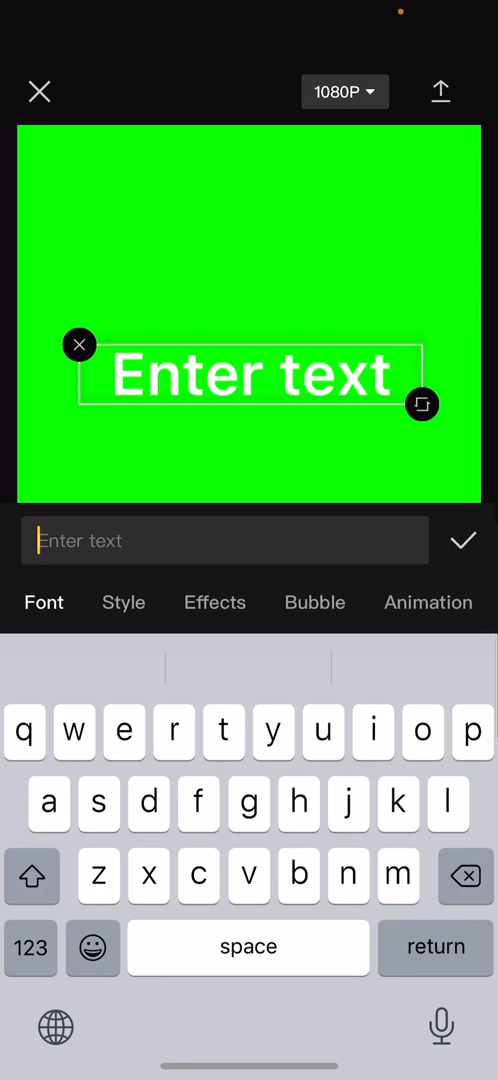 1080P
Enter text
Enter text
Font Style Effects Bubble Animation
q w e r t y u i o p
a s d f g h j k l
z x c v b n m
123 space return